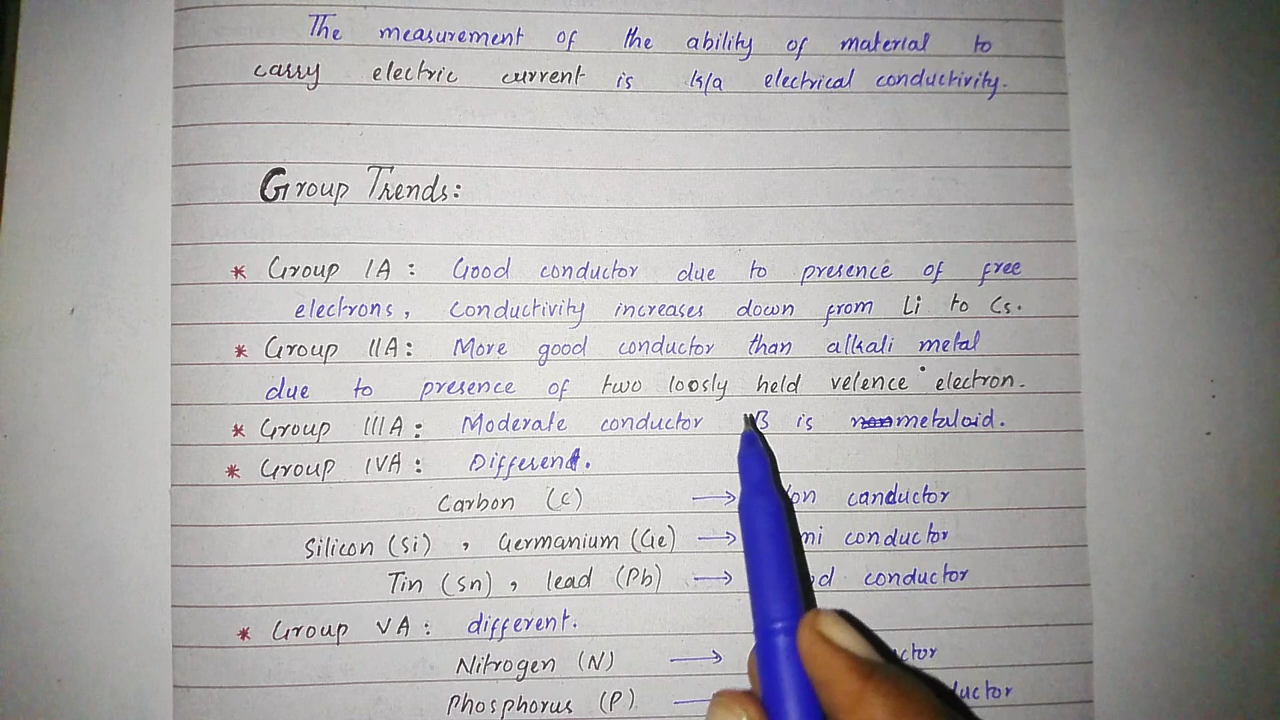 The measurement of the ability of material to
carry electric current is k/a electrical conductivity.
Group Trends:
* Group IA : Good conductor due to presence of free
electrons, Conductivity increases down from Li to Cs.
* Group IIA : More good conductor than alkali metal
due to presence of two loosly held velence electron.
* Group IIIA : Moderate conductor B is metaloid.
* Group IVA : Different.
Carbon (C) → conductor
Silicon (Si) , Germanium (Ge) → conductor
Tin (Sn) , lead (Pb) → conductor
* Group VA : different.
Nitrogen (N) →
Phosphorus (P)